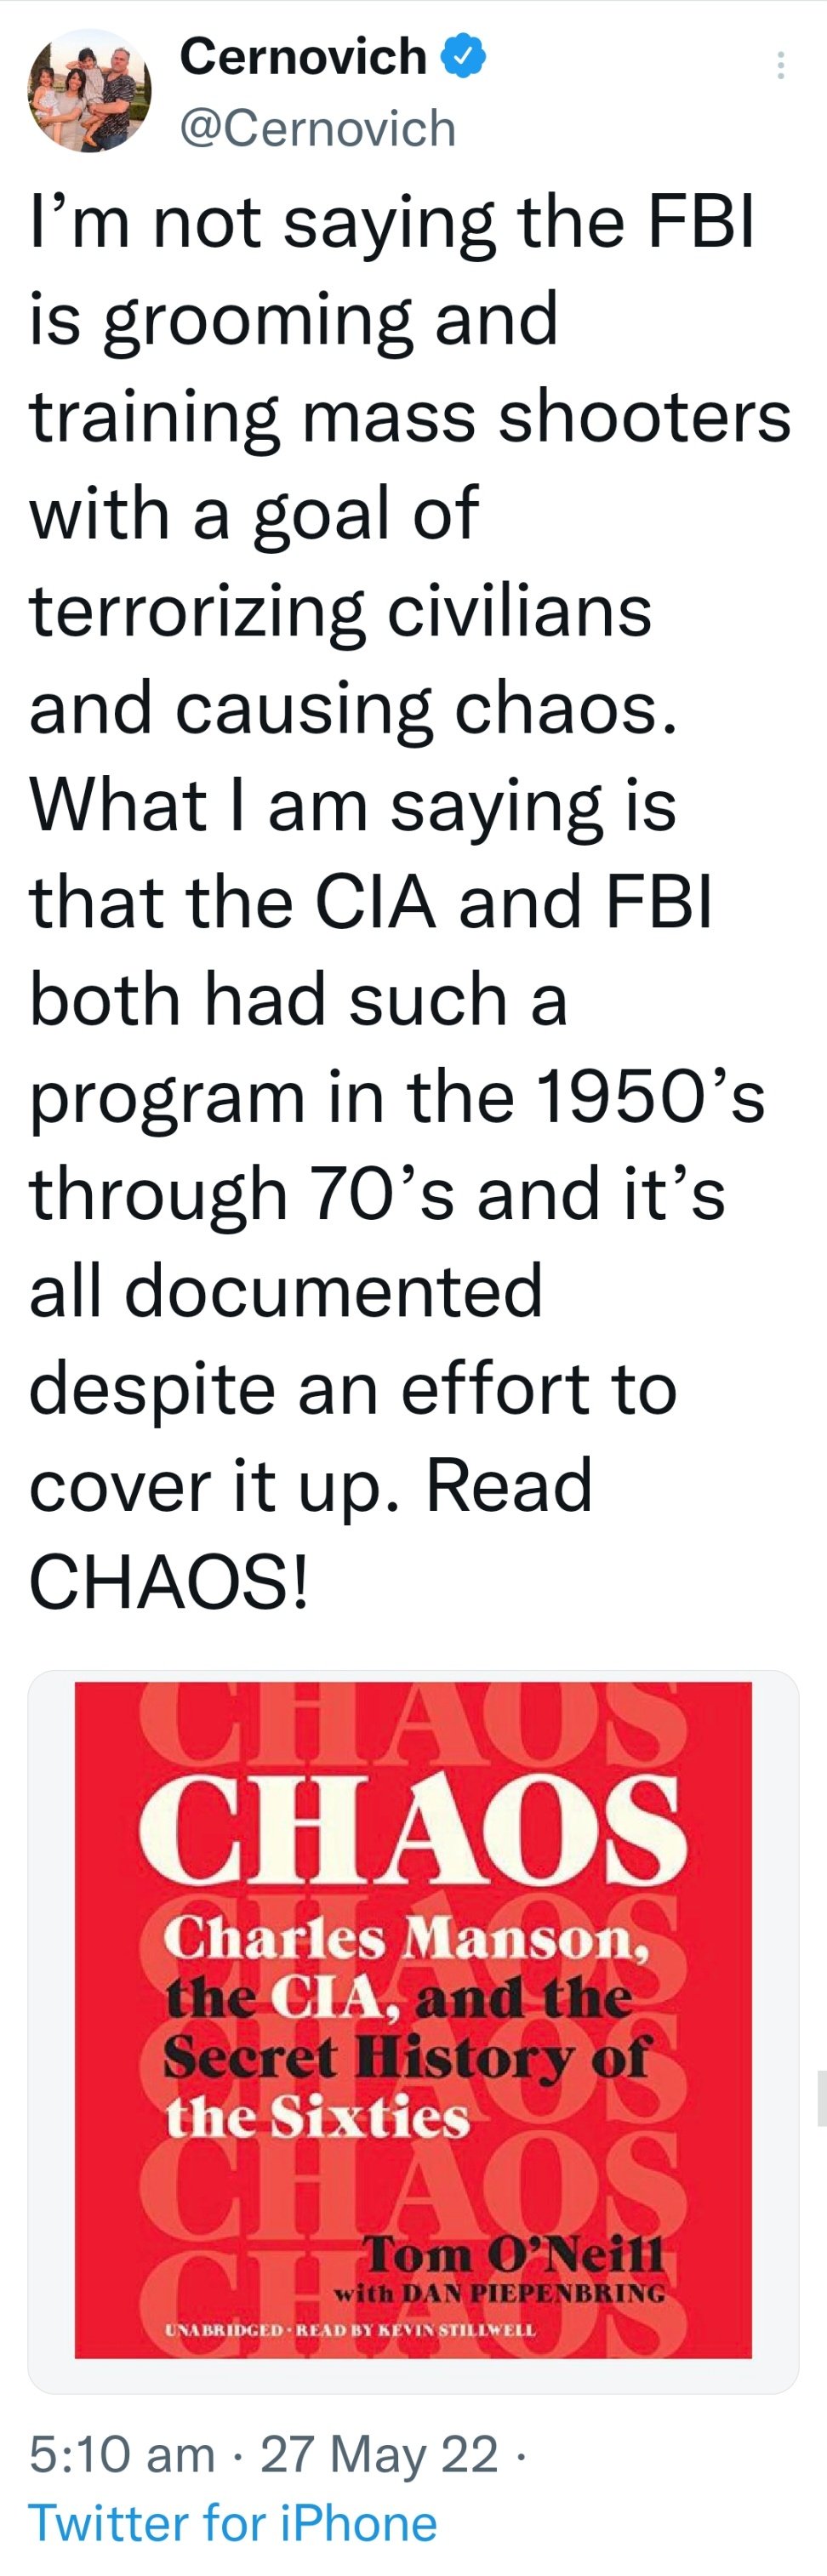 Cernovich
@Cernovich
I’m not saying the FBI
is grooming and
training mass shooters
with a goal of
terrorizing civilians
and causing chaos.
What I am saying is
that the CIA and FBI
both had such a
program in the 1950’s
through 70’s and it’s
all documented
despite an effort to
cover it up. Read
CHAOS!
CHAOS
CHAOS
CHAOS
Charles Manson,
the CIA, and the
CHAOS
Secret History of
the Sixties
CHAOS
Tom O’Neill
CHAOS
with DAN PIEPENBRING
UNABRIDGED · READ BY KEVIN STILLWELL
5:10 am · 27 May 22 ·
Twitter for iPhone